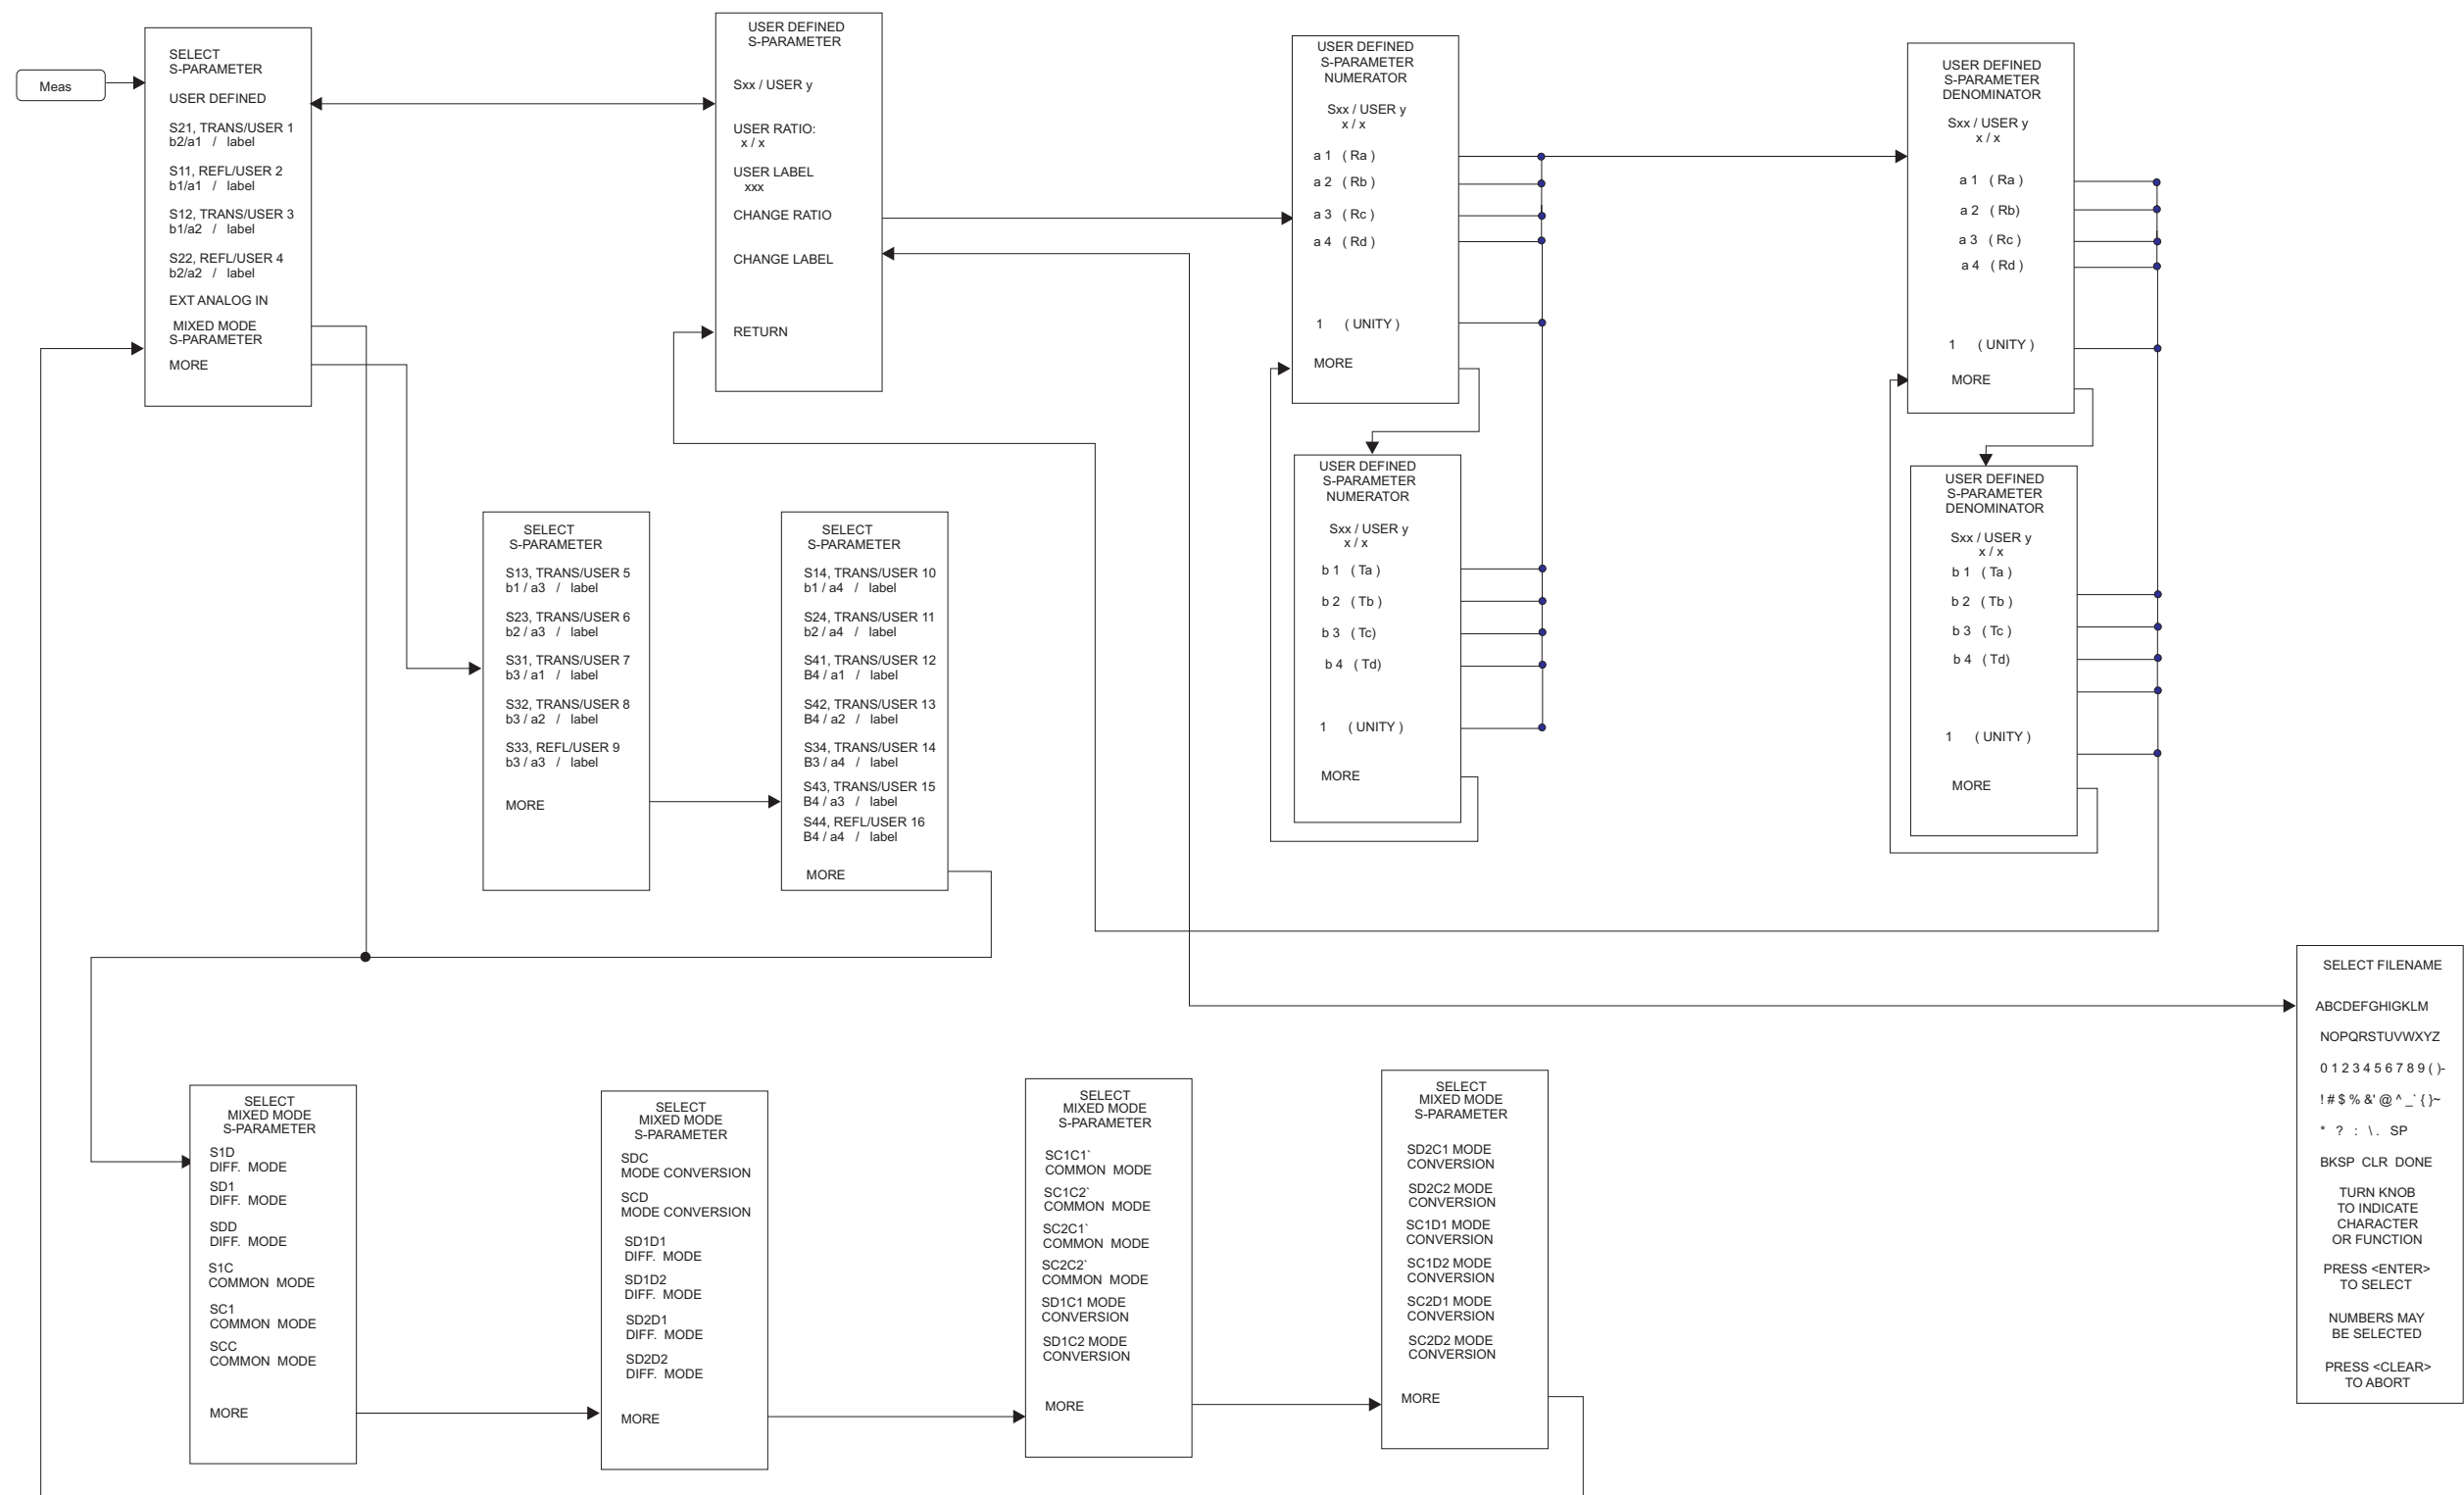 Meas
SELECT
S-PARAMETER
USER DEFINED
S21, TRANS/USER 1
b2/a1 / label
S11, REFL/USER 2
b1/a1 / label
S12, TRANS/USER 3
b1/a2 / label
S22, REFL/USER 4
b2/a2 / label
EXT ANALOG IN
MIXED MODE
S-PARAMETER
MORE
USER DEFINED
S-PARAMETER
Sxx / USER y
USER RATIO:
x / x
USER LABEL
xxx
CHANGE RATIO
CHANGE LABEL
RETURN
USER DEFINED
S-PARAMETER
NUMERATOR
Sxx / USER y
x / x
a 1 ( Ra )
a 2 ( Rb )
a 3 ( Rc )
a 4 ( Rd )
1 ( UNITY )
MORE
USER DEFINED
S-PARAMETER
DENOMINATOR
Sxx / USER y
x / x
a 1 ( Ra )
a 2 ( Rb)
a 3 ( Rc )
a 4 ( Rd )
1 ( UNITY )
MORE
USER DEFINED
S-PARAMETER
NUMERATOR
Sxx / USER y
x / x
b 1 ( Ta )
b 2 ( Tb )
b 3 ( Tc)
b 4 ( Td)
1 ( UNITY )
MORE
USER DEFINED
S-PARAMETER
DENOMINATOR
Sxx / USER y
x / x
b 1 ( Ta )
b 2 ( Tb )
b 3 ( Tc )
b 4 ( Td)
1 ( UNITY )
MORE
SELECT
S-PARAMETER
S13, TRANS/USER 5
b1 / a3 / label
S23, TRANS/USER 6
b2 / a3 / label
S31, TRANS/USER 7
b3 / a1 / label
S32, TRANS/USER 8
b3 / a2 / label
S33, REFL/USER 9
b3 / a3 / label
MORE
SELECT
S-PARAMETER
S14, TRANS/USER 10
b1 / a4 / label
S24, TRANS/USER 11
b2 / a4 / label
S41, TRANS/USER 12
B4 / a1 / label
S42, TRANS/USER 13
B4 / a2 / label
S34, TRANS/USER 14
B3 / a4 / label
S43, TRANS/USER 15
B4 / a3 / label
S44, REFL/USER 16
B4 / a4 / label
MORE
SELECT
MIXED MODE
S-PARAMETER
S1D
DIFF. MODE
SD1
DIFF. MODE
SDD
DIFF. MODE
S1C
COMMON MODE
SC1
COMMON MODE
SCC
COMMON MODE
MORE
SELECT
MIXED MODE
S-PARAMETER
SDC
MODE CONVERSION
SCD
MODE CONVERSION
SD1D1
DIFF. MODE
SD1D2
DIFF. MODE
SD2D1
DIFF. MODE
SD2D2
DIFF. MODE
MORE
SELECT
MIXED MODE
S-PARAMETER
SC1C1`
COMMON MODE
SC1C2`
COMMON MODE
SC2C1`
COMMON MODE
SC2C2`
COMMON MODE
SD1C1 MODE
CONVERSION
SD1C2 MODE
CONVERSION
MORE
SELECT
MIXED MODE
S-PARAMETER
SD2C1 MODE
CONVERSION
SD2C2 MODE
CONVERSION
SC1D1 MODE
CONVERSION
SC1D2 MODE
CONVERSION
SC2D1 MODE
CONVERSION
SC2D2 MODE
CONVERSION
MORE
SELECT FILENAME
ABCDEFGHIGKLM
NOPQRSTUVWXYZ
0 1 2 3 4 5 6 7 8 9 ( )-
! # $ % &' @ ^ _` { }~
* ? : \ . SP
BKSP CLR DONE
TURN KNOB
TO INDICATE
CHARACTER
OR FUNCTION
PRESS <ENTER>
TO SELECT
NUMBERS MAY
BE SELECTED
PRESS <CLEAR>
TO ABORT